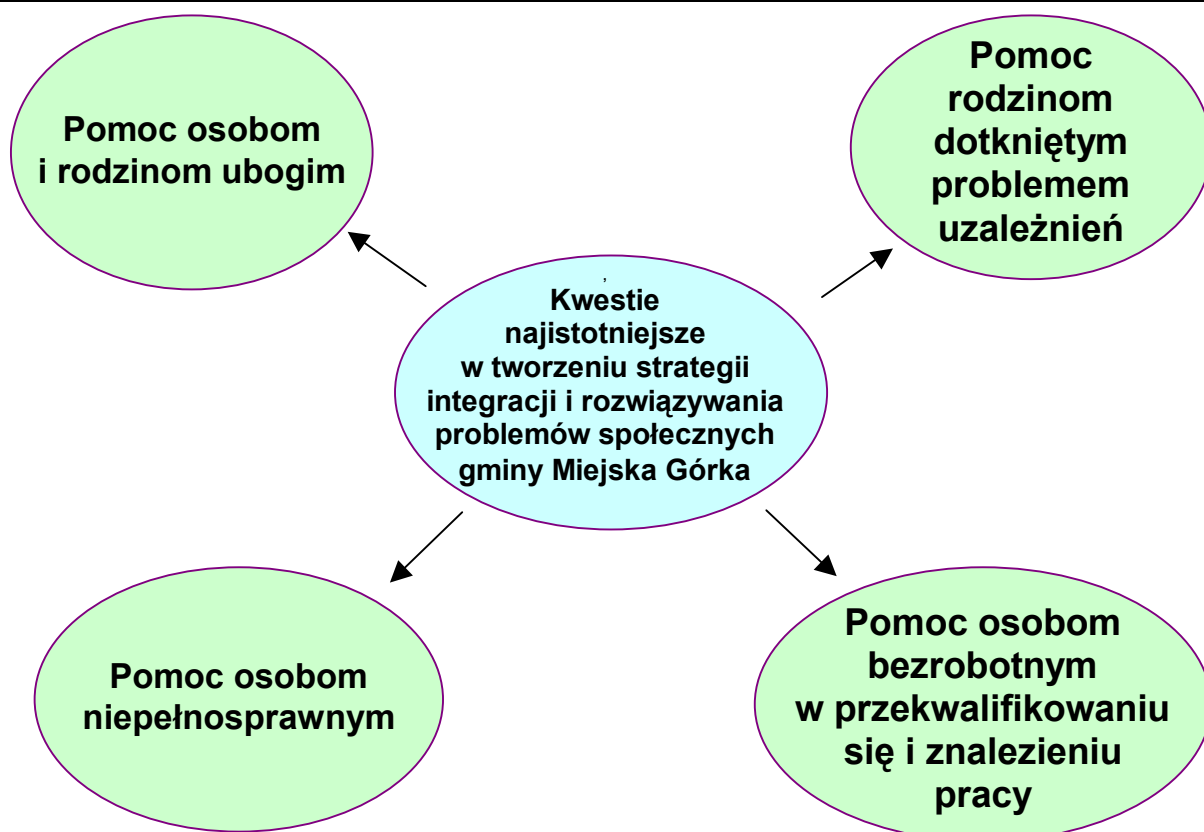 Pomoc osobom
i rodzinom ubogim
Pomoc
rodzinom
dotkniętym
problemem
uzależnień
,
Kwestie
najistotniejsze
w tworzeniu strategii
integracji i rozwiązywania
problemów społecznych
gminy Miejska Górka
Pomoc osobom
niepełnosprawnym
Pomoc osobom
bezrobotnym
w przekwalifikowaniu
się i znalezieniu
pracy